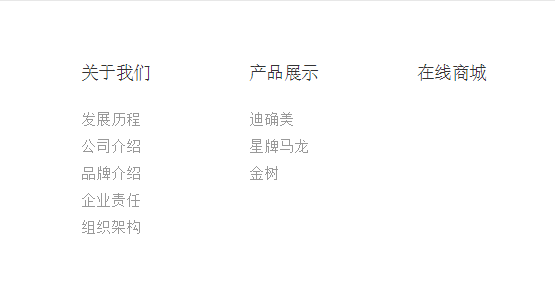 关于我们
发展历程
公司介绍
品牌介绍
企业责任
组织架构
产品展示
迪确美
星牌马龙
金树
在线商城